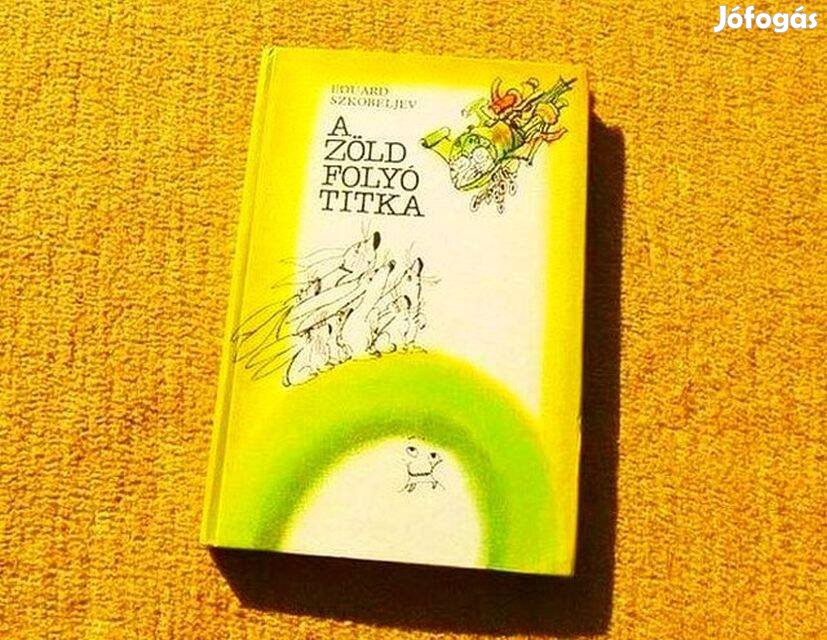 Jófogás
EDUARD
SZKOBELJEV
A
ZÖLD
FOLYÓ
TITKA